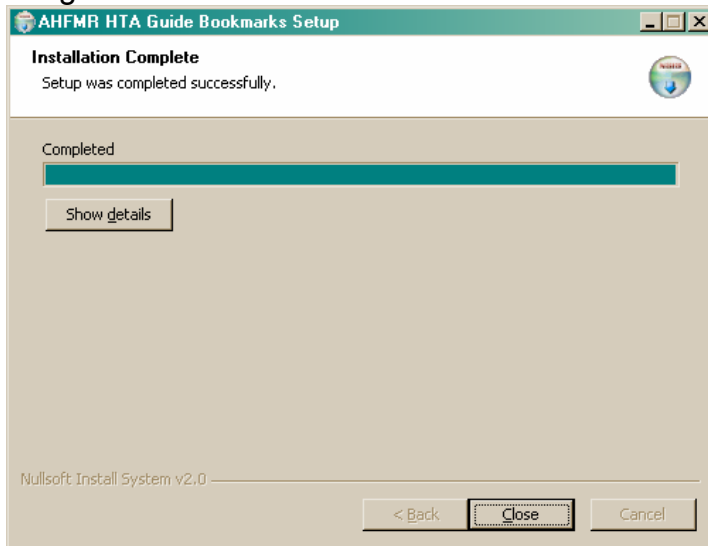 AHFMR HTA Guide Bookmarks Setup
Installation Complete
Setup was completed successfully.
Completed
Show details
Nullsoft Install System v2.0
< Back Close Cancel